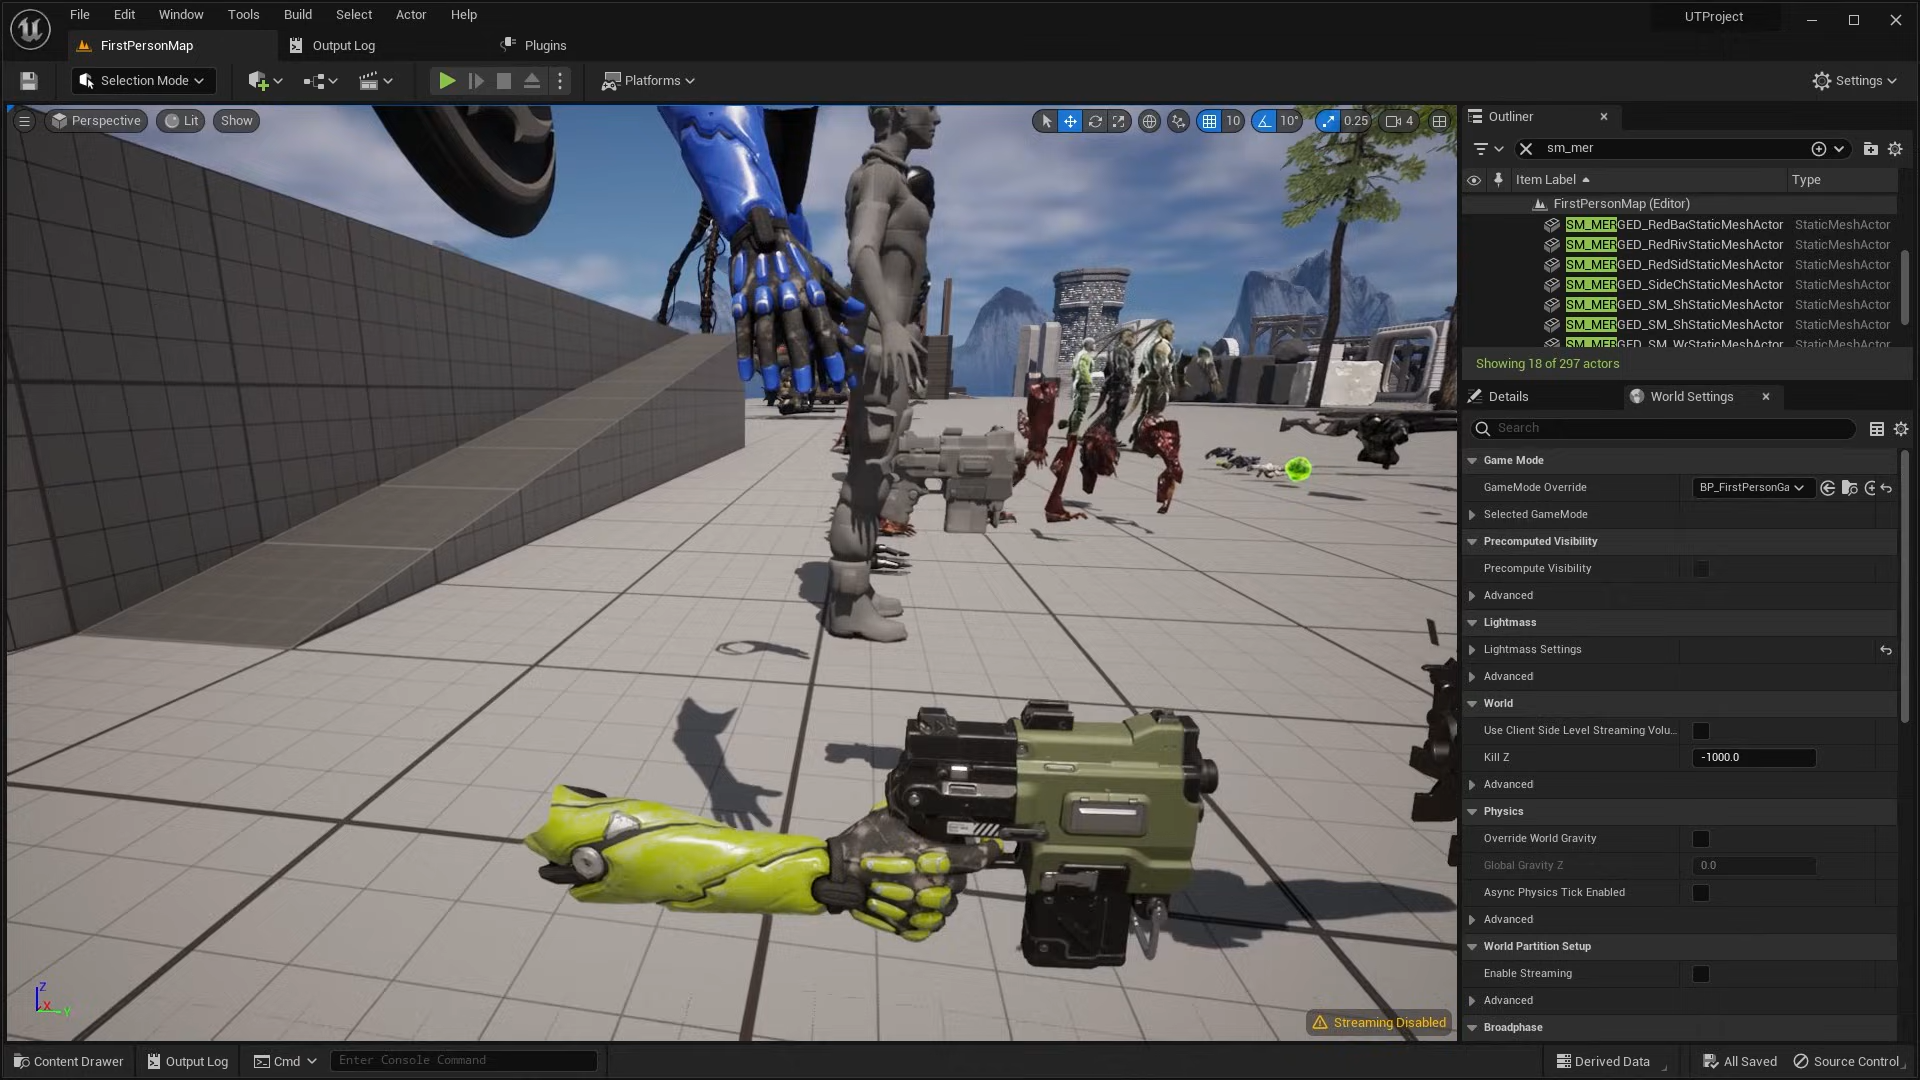 File Edit Window Tools Build Select Actor Help
UTProject
FirstPersonMap
Output Log
Plugins
Selection Mode
Platforms
Settings
Perspective
Lit
Show
10
10°
0.25
4
Outliner
sm_mer
Item Label
Type
FirstPersonMap (Editor)
SM_MERGED_RedBacStaticMeshActor StaticMeshActor
SM_MERGED_RedRivStaticMeshActor StaticMeshActor
SM_MERGED_RedSidStaticMeshActor StaticMeshActor
SM_MERGED_SideChStaticMeshActor StaticMeshActor
SM_MERGED_SM_ShStaticMeshActor StaticMeshActor
SM_MERGED_SM_ShStaticMeshActor StaticMeshActor
SM_MERGED_SM_WcStaticMeshActor StaticMeshActor
Showing 18 of 297 actors
Details
World Settings
Search
Game Mode
GameMode Override BP_FirstPersonGa
Selected GameMode
Precomputed Visibility
Precompute Visibility
Advanced
Lightmass
Lightmass Settings
Advanced
World
Use Client Side Level Streaming Volu...
Kill Z -1000.0
Advanced
Physics
Override World Gravity
Global Gravity Z 0.0
Async Physics Tick Enabled
Advanced
World Partition Setup
Enable Streaming
Advanced
Broadphase
Z
X
Y
Streaming Disabled
Content Drawer
Output Log
Cmd
Enter Console Command
Derived Data
All Saved
Source Control